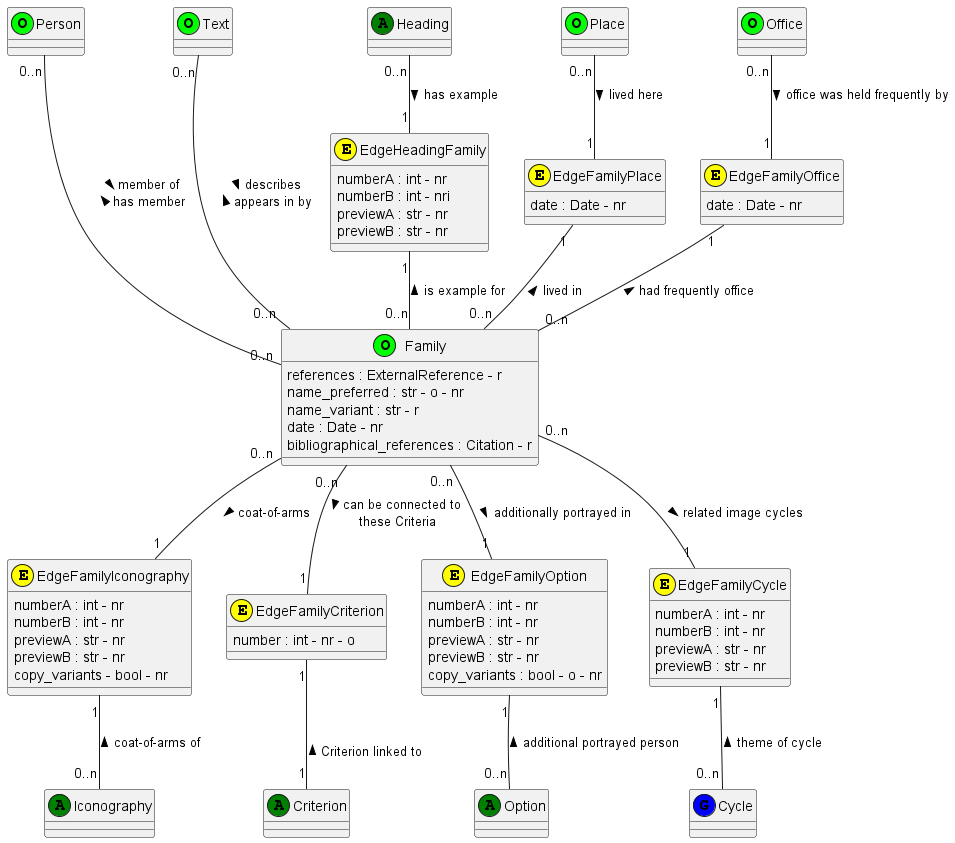 O Person
O Text
A Heading
O Place
O Office
0..n
0..n
0..n
0..n
0..n
has example
lived here
office was held frequently by
1
1
1
E EdgeHeadingFamily
numberA : int - nr
numberB : int - nri
previewA : str - nr
previewB : str - nr
E EdgeFamilyPlace
date : Date - nr
E EdgeFamilyOffice
date : Date - nr
member of
has member
describes
appears in by
1
1
1
is example for
lived in
had frequently office
0..n
0..n
0..n
0..n
0..n
O Family
references : ExternalReference - r
name_preferred : str - o - nr
name_variant : str - r
date : Date - nr
bibliographical_references : Citation - r
0..n
0..n
0..n
0..n
coat-of-arms
can be connected to
these Criteria
additionally portrayed in
related image cycles
1
1
1
1
E EdgeFamilyIconography
numberA : int - nr
numberB : int - nr
previewA : str - nr
previewB : str - nr
copy_variants - bool - nr
E EdgeFamilyCriterion
number : int - nr - o
E EdgeFamilyOption
numberA : int - nr
numberB : int - nr
previewA : str - nr
previewB : str - nr
copy_variants : bool - o - nr
E EdgeFamilyCycle
numberA : int - nr
numberB : int - nr
previewA : str - nr
previewB : str - nr
1
1
1
1
coat-of-arms of
Criterion linked to
additional portrayed person
theme of cycle
0..n
1
0..n
0..n
A Iconography
A Criterion
A Option
G Cycle